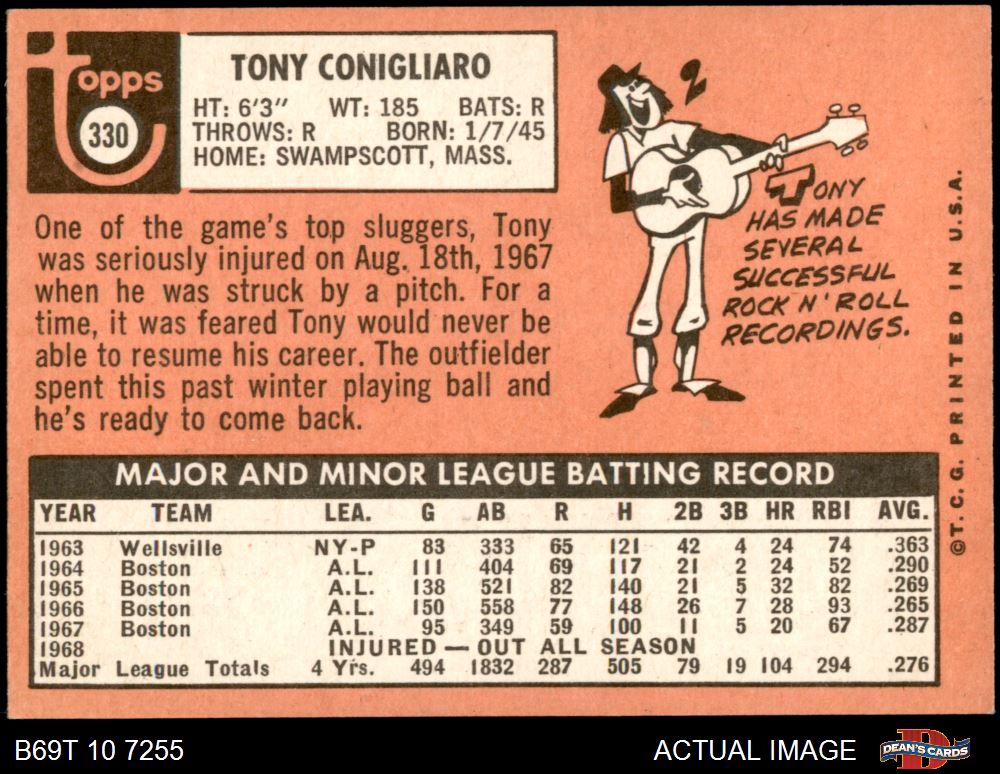 topps
330
TONY CONIGLIARO
HT: 6'3" WT: 185 BATS: R
THROWS: R BORN: 1/7/45
HOME: SWAMPSCOTT, MASS.
One of the game's top sluggers, Tony
was seriously injured on Aug. 18th, 1967
when he was struck by a pitch. For a
time, it was feared Tony would never be
able to resume his career. The outfielder
spent this past winter playing ball and
he's ready to come back.
TONY
HAS MADE
SEVERAL
SUCCESSFUL
ROCK N' ROLL
RECORDINGS.
©T. C. G. PRINTED IN U.S.A.
MAJOR AND MINOR LEAGUE BATTING RECORD
YEAR TEAM LEA. G AB R H 2B 3B HR RBI AVG.
1963 Wellsville NY-P 83 333 65 121 42 4 24 74 .363
1964 Boston A.L. 111 404 69 117 21 2 24 52 .290
1965 Boston A.L. 138 521 82 140 21 5 32 82 .269
1966 Boston A.L. 150 558 77 148 26 7 28 93 .265
1967 Boston A.L. 95 349 59 100 11 5 20 67 .287
1968 INJURED — OUT ALL SEASON
Major League Totals 4 Yrs. 494 1832 287 505 79 19 104 294 .276
B69T 10 7255
ACTUAL IMAGE
DEAN'S CARDS